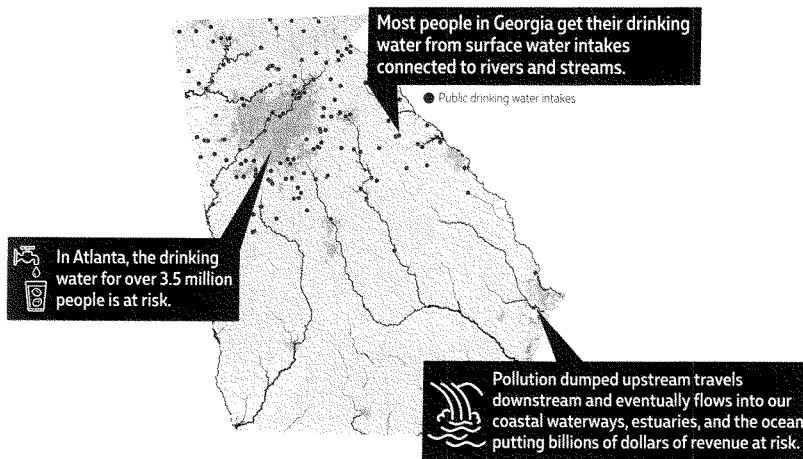 Most people in Georgia get their drinking
water from surface water intakes
connected to rivers and streams.
Public drinking water intakes
In Atlanta, the drinking
water for over 3.5 million
people is at risk.
Pollution dumped upstream travels
downstream and eventually flows into our
coastal waterways, estuaries, and the ocean
putting billions of dollars of revenue at risk.